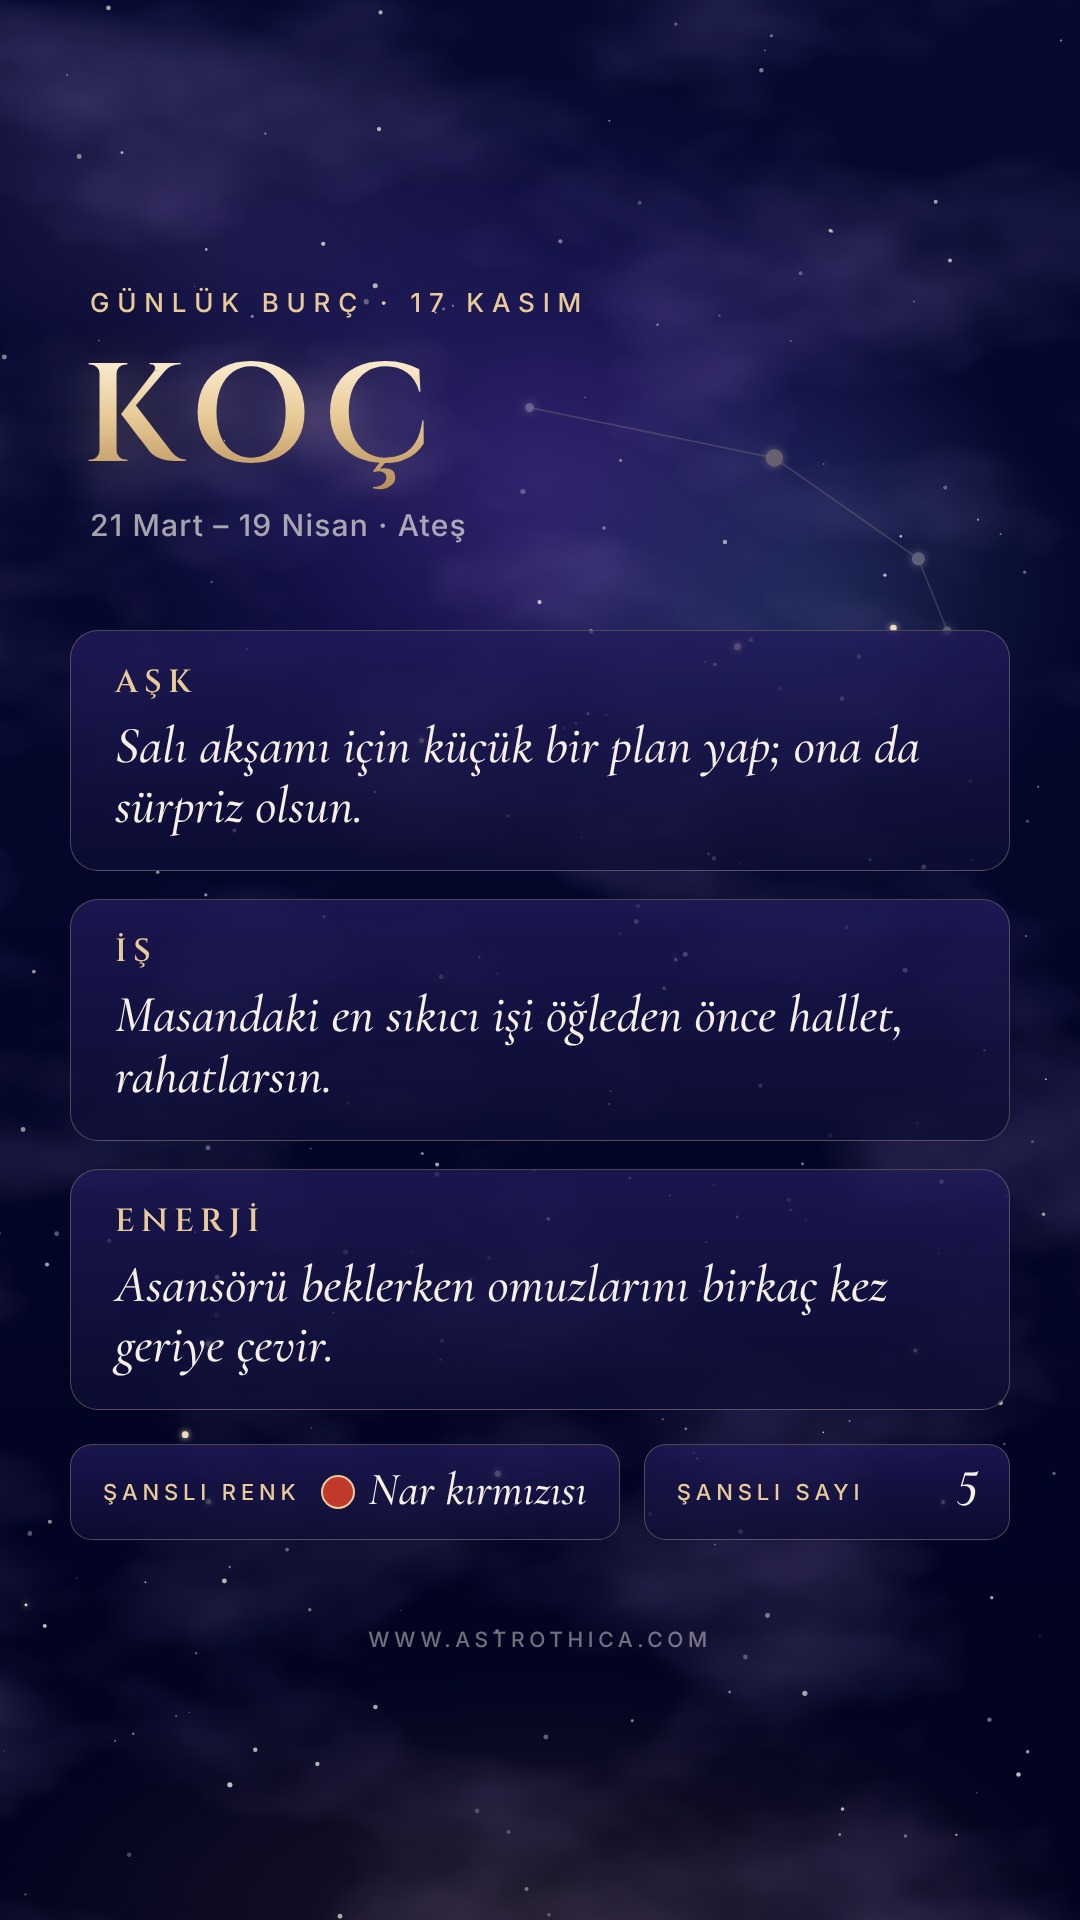 GÜNLÜK BURÇ · 17 KASIM
KOÇ
21 Mart – 19 Nisan · Ateş
AŞK
Salı akşamı için küçük bir plan yap; ona da
sürpriz olsun.
İŞ
Masandaki en sıkıcı işi öğleden önce hallet,
rahatlarsın.
ENERJİ
Asansörü beklerken omuzlarını birkaç kez
geriye çevir.
ŞANSLI RENK Nar kırmızısı
ŞANSLI SAYI 5
WWW.ASTROTHICA.COM